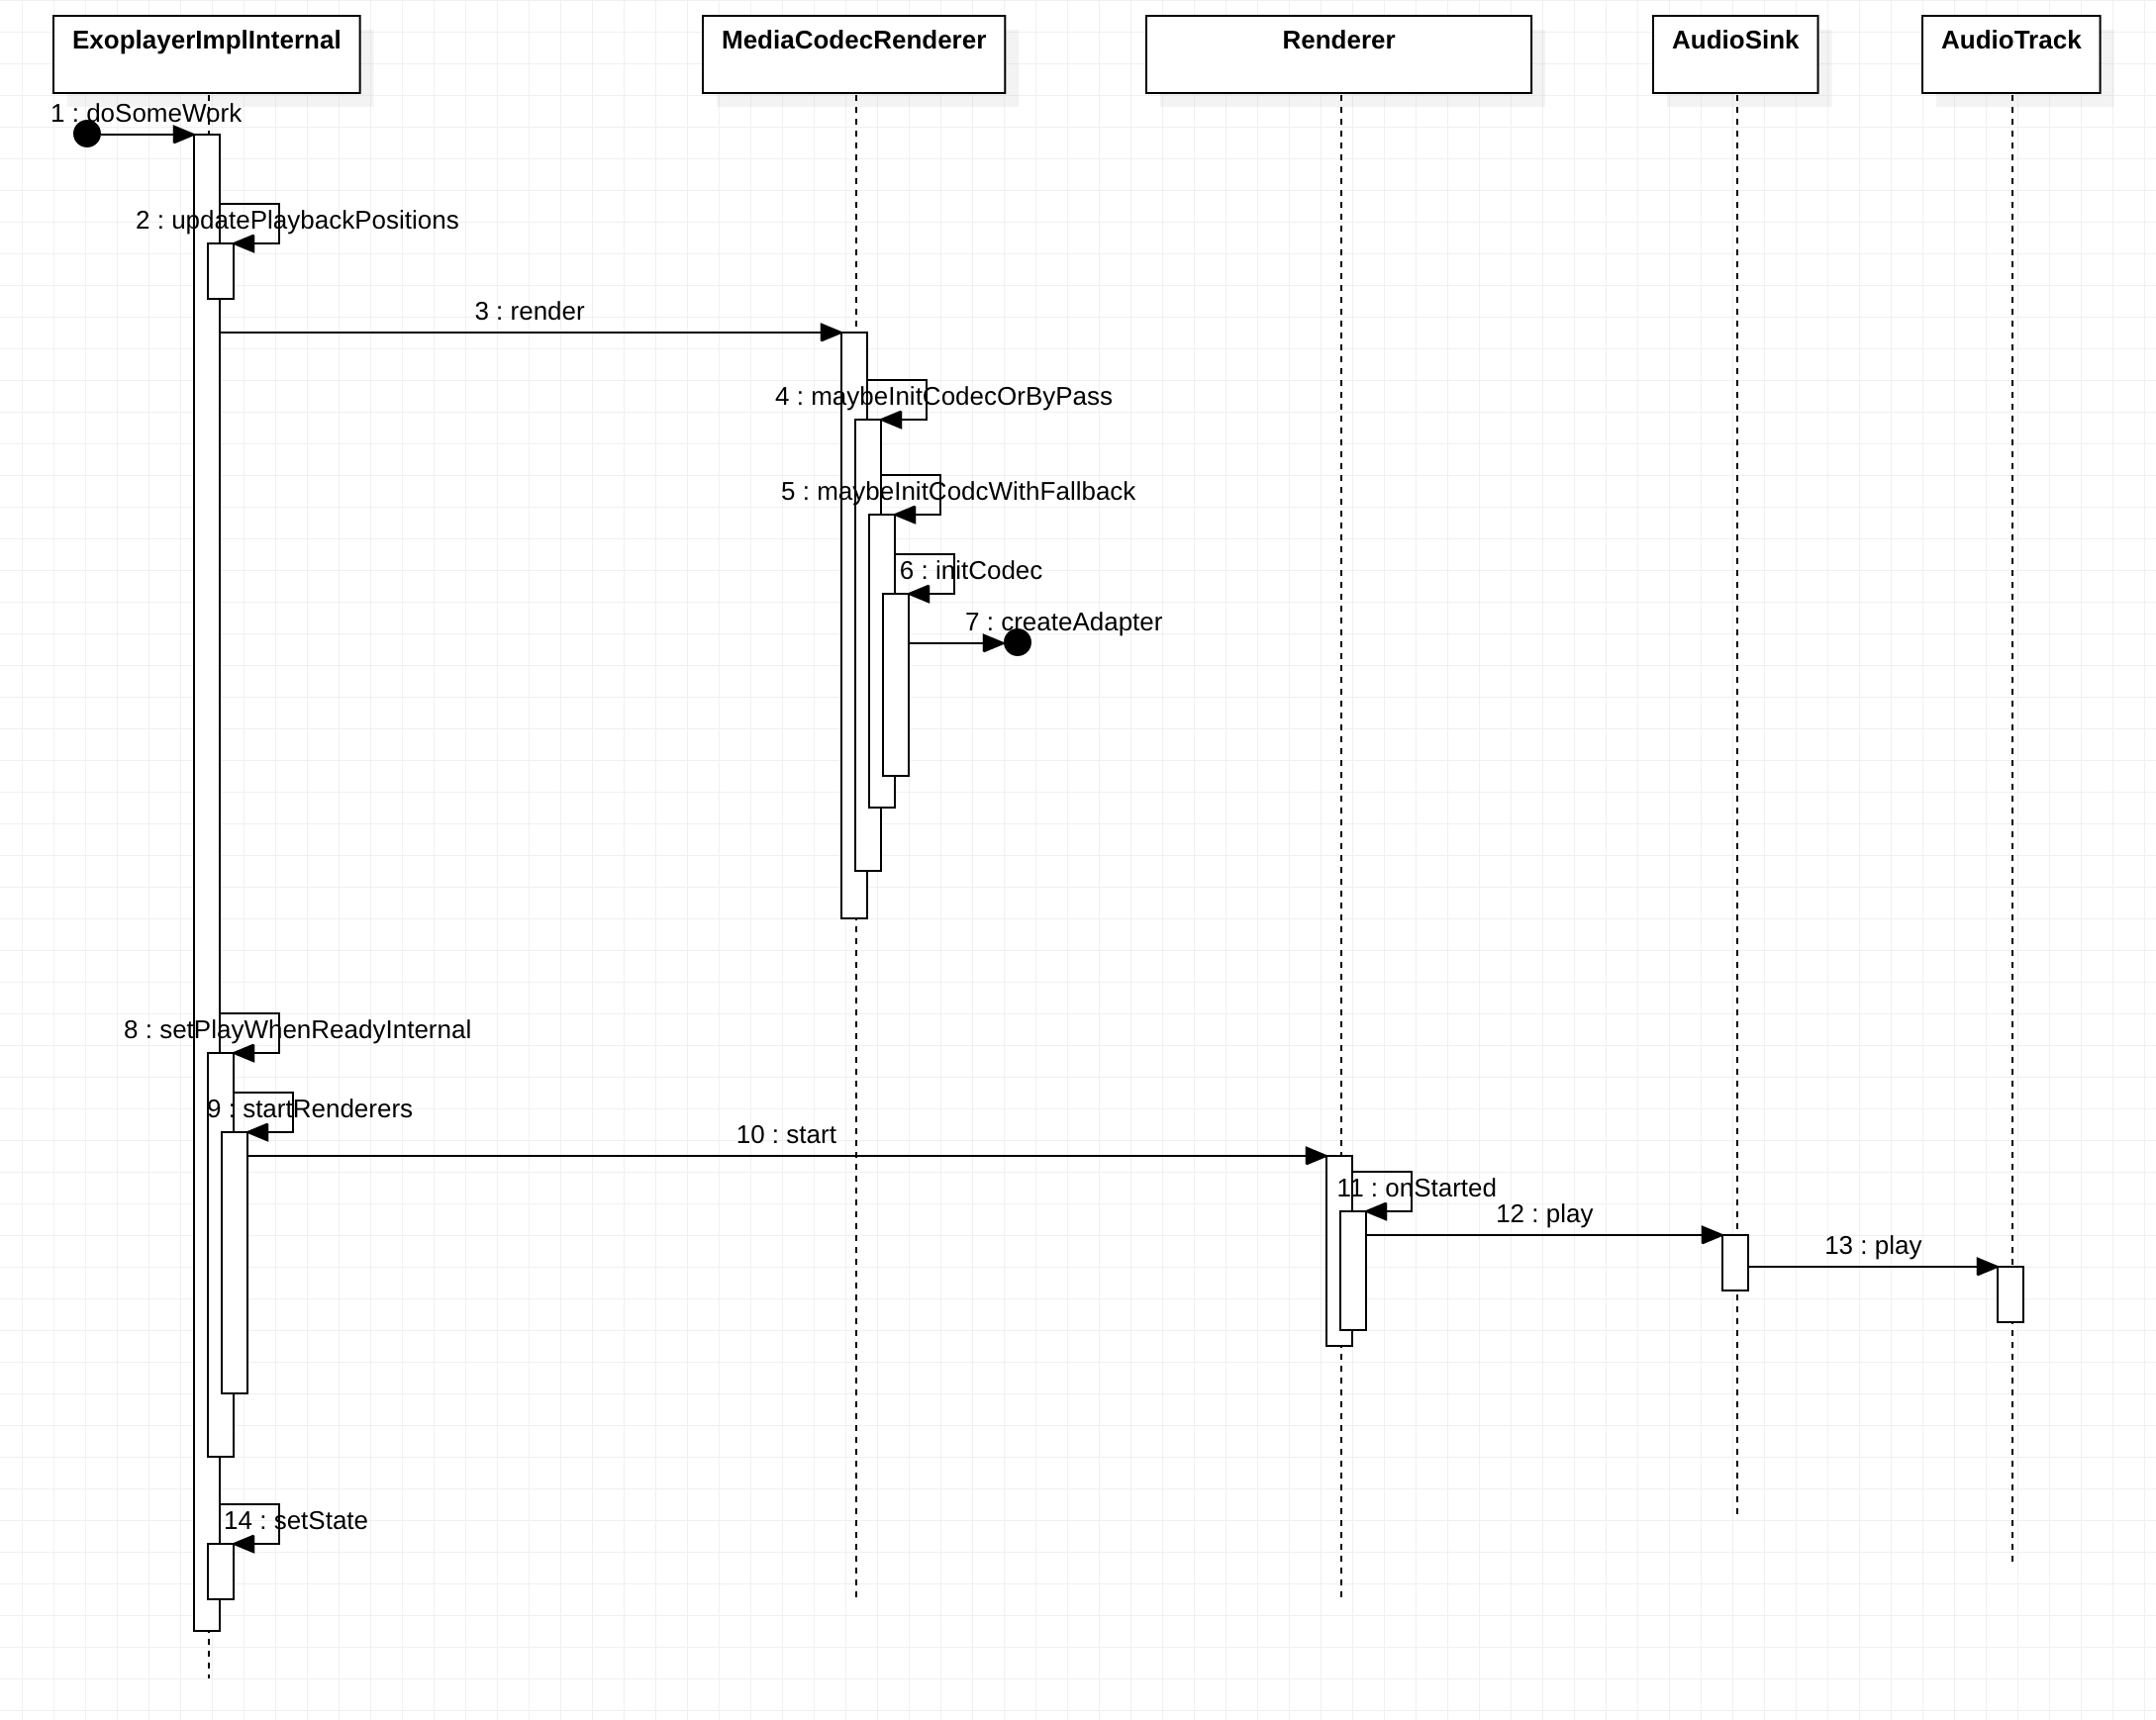 ExoplayerImplInternal
MediaCodecRenderer
Renderer
AudioSink
AudioTrack
1 : doSomeWork
2 : updatePlaybackPositions
3 : render
4 : maybeInitCodecOrByPass
5 : maybeInitCodcWithFallback
6 : initCodec
7 : createAdapter
8 : setPlayWhenReadyInternal
9 : startRenderers
10 : start
11 : onStarted
12 : play
13 : play
14 : setState